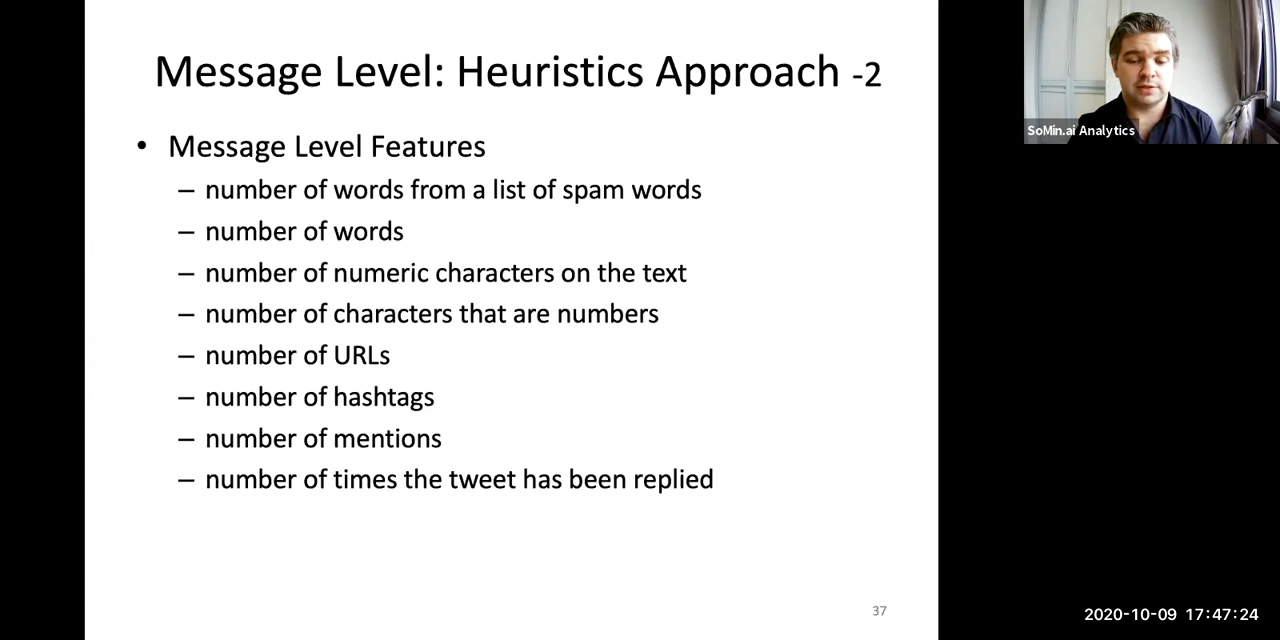 Message Level: Heuristics Approach -2
• Message Level Features
– number of words from a list of spam words
– number of words
– number of numeric characters on the text
– number of characters that are numbers
– number of URLs
– number of hashtags
– number of mentions
– number of times the tweet has been replied
37
SoMin.ai Analytics
2020-10-09 17:47:24